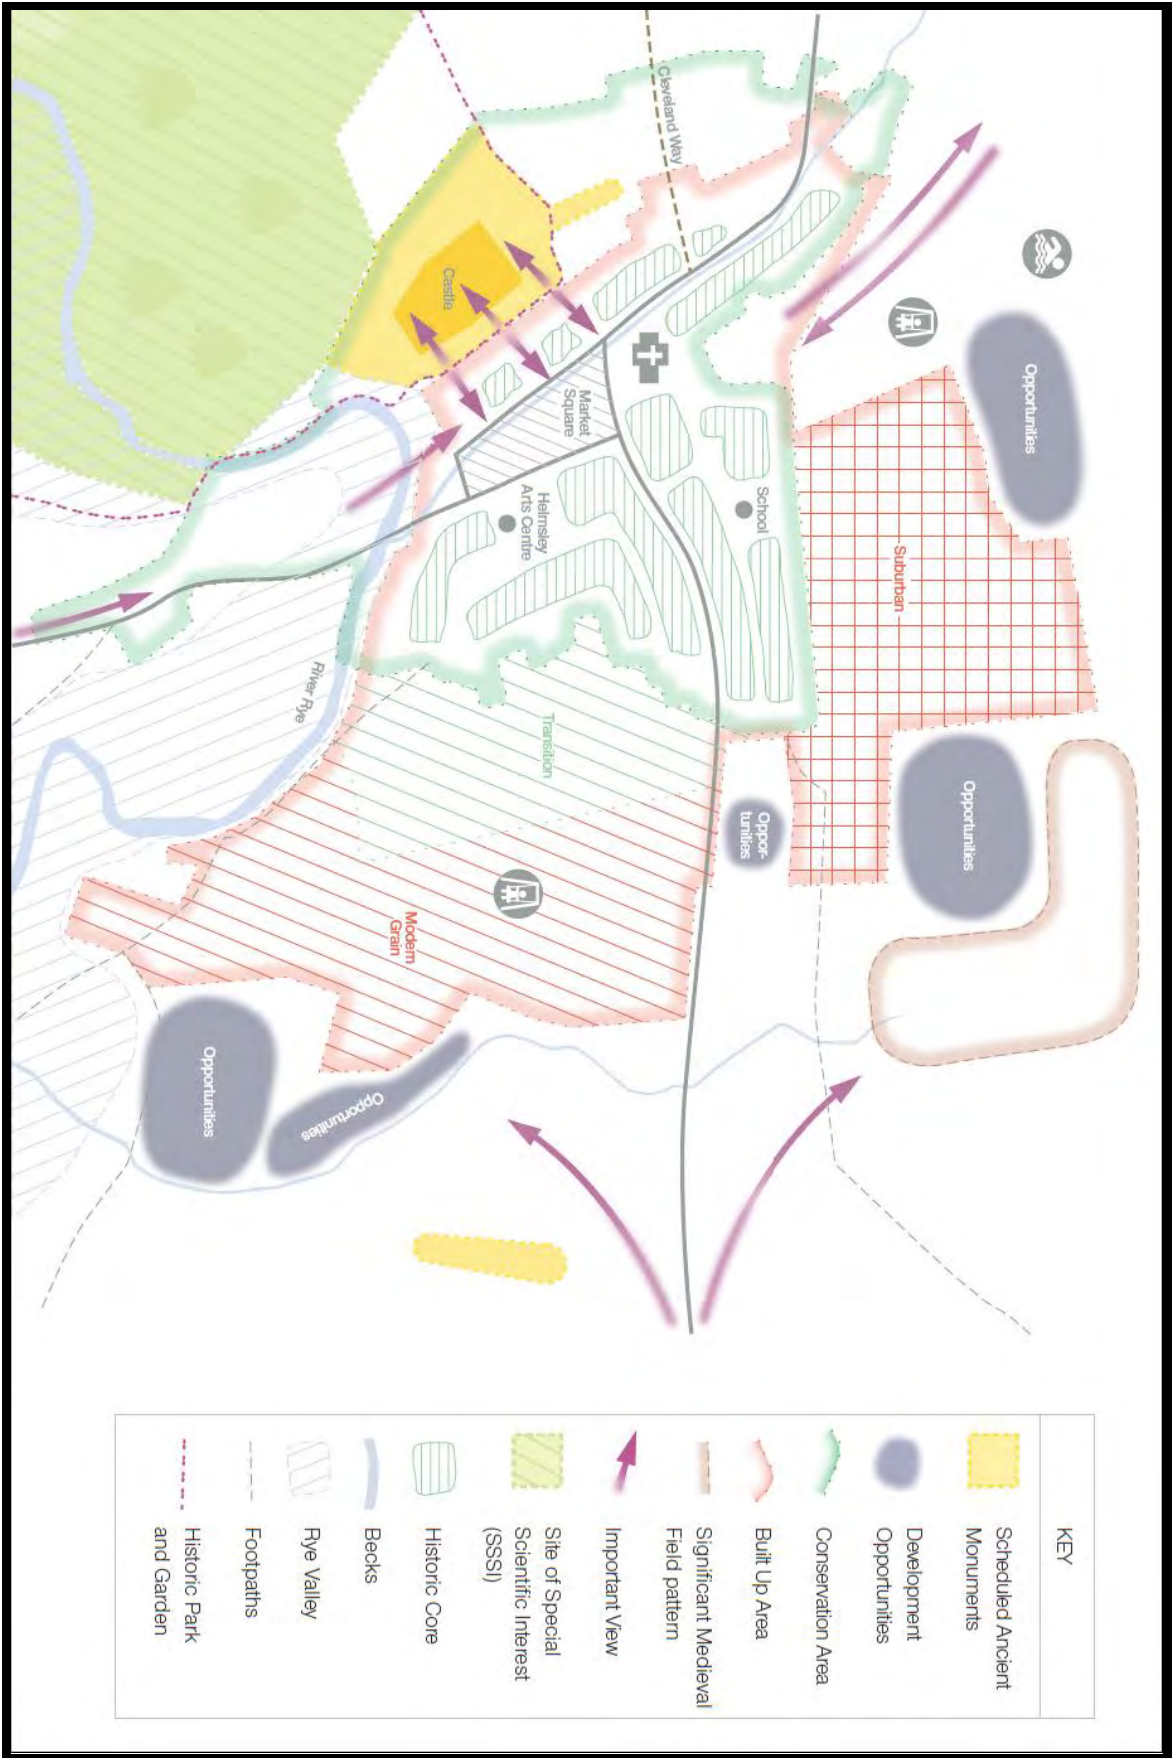 Cleveland Way
Castle
Market
Square
Helmsley
Arts Centre
School
Suburban
Opportunities
Opportunities
Oppor-
tunities
Transition
River Rye
Modern
Grain
Opportunities
Opportunities
KEY
Scheduled Ancient
Monuments
Development
Opportunities
Conservation Area
Built Up Area
Significant Medieval
Field pattern
Important View
Site of Special
Scientific Interest
(SSSI)
Historic Core
Becks
Rye Valley
Footpaths
Historic Park
and Garden